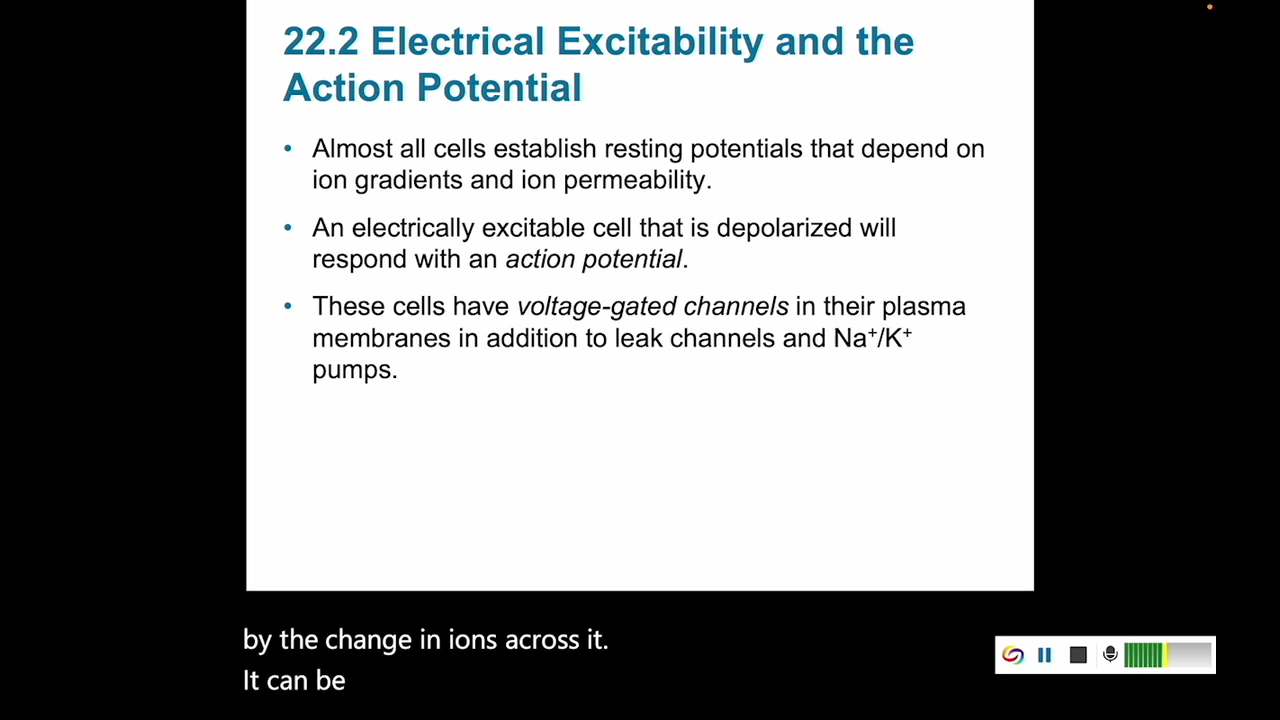 22.2 Electrical Excitability and the
Action Potential
• Almost all cells establish resting potentials that depend on
ion gradients and ion permeability.
• An electrically excitable cell that is depolarized will
respond with an action potential.
• These cells have voltage-gated channels in their plasma
membranes in addition to leak channels and Na⁺/K⁺
pumps.
by the change in ions across it.
It can be